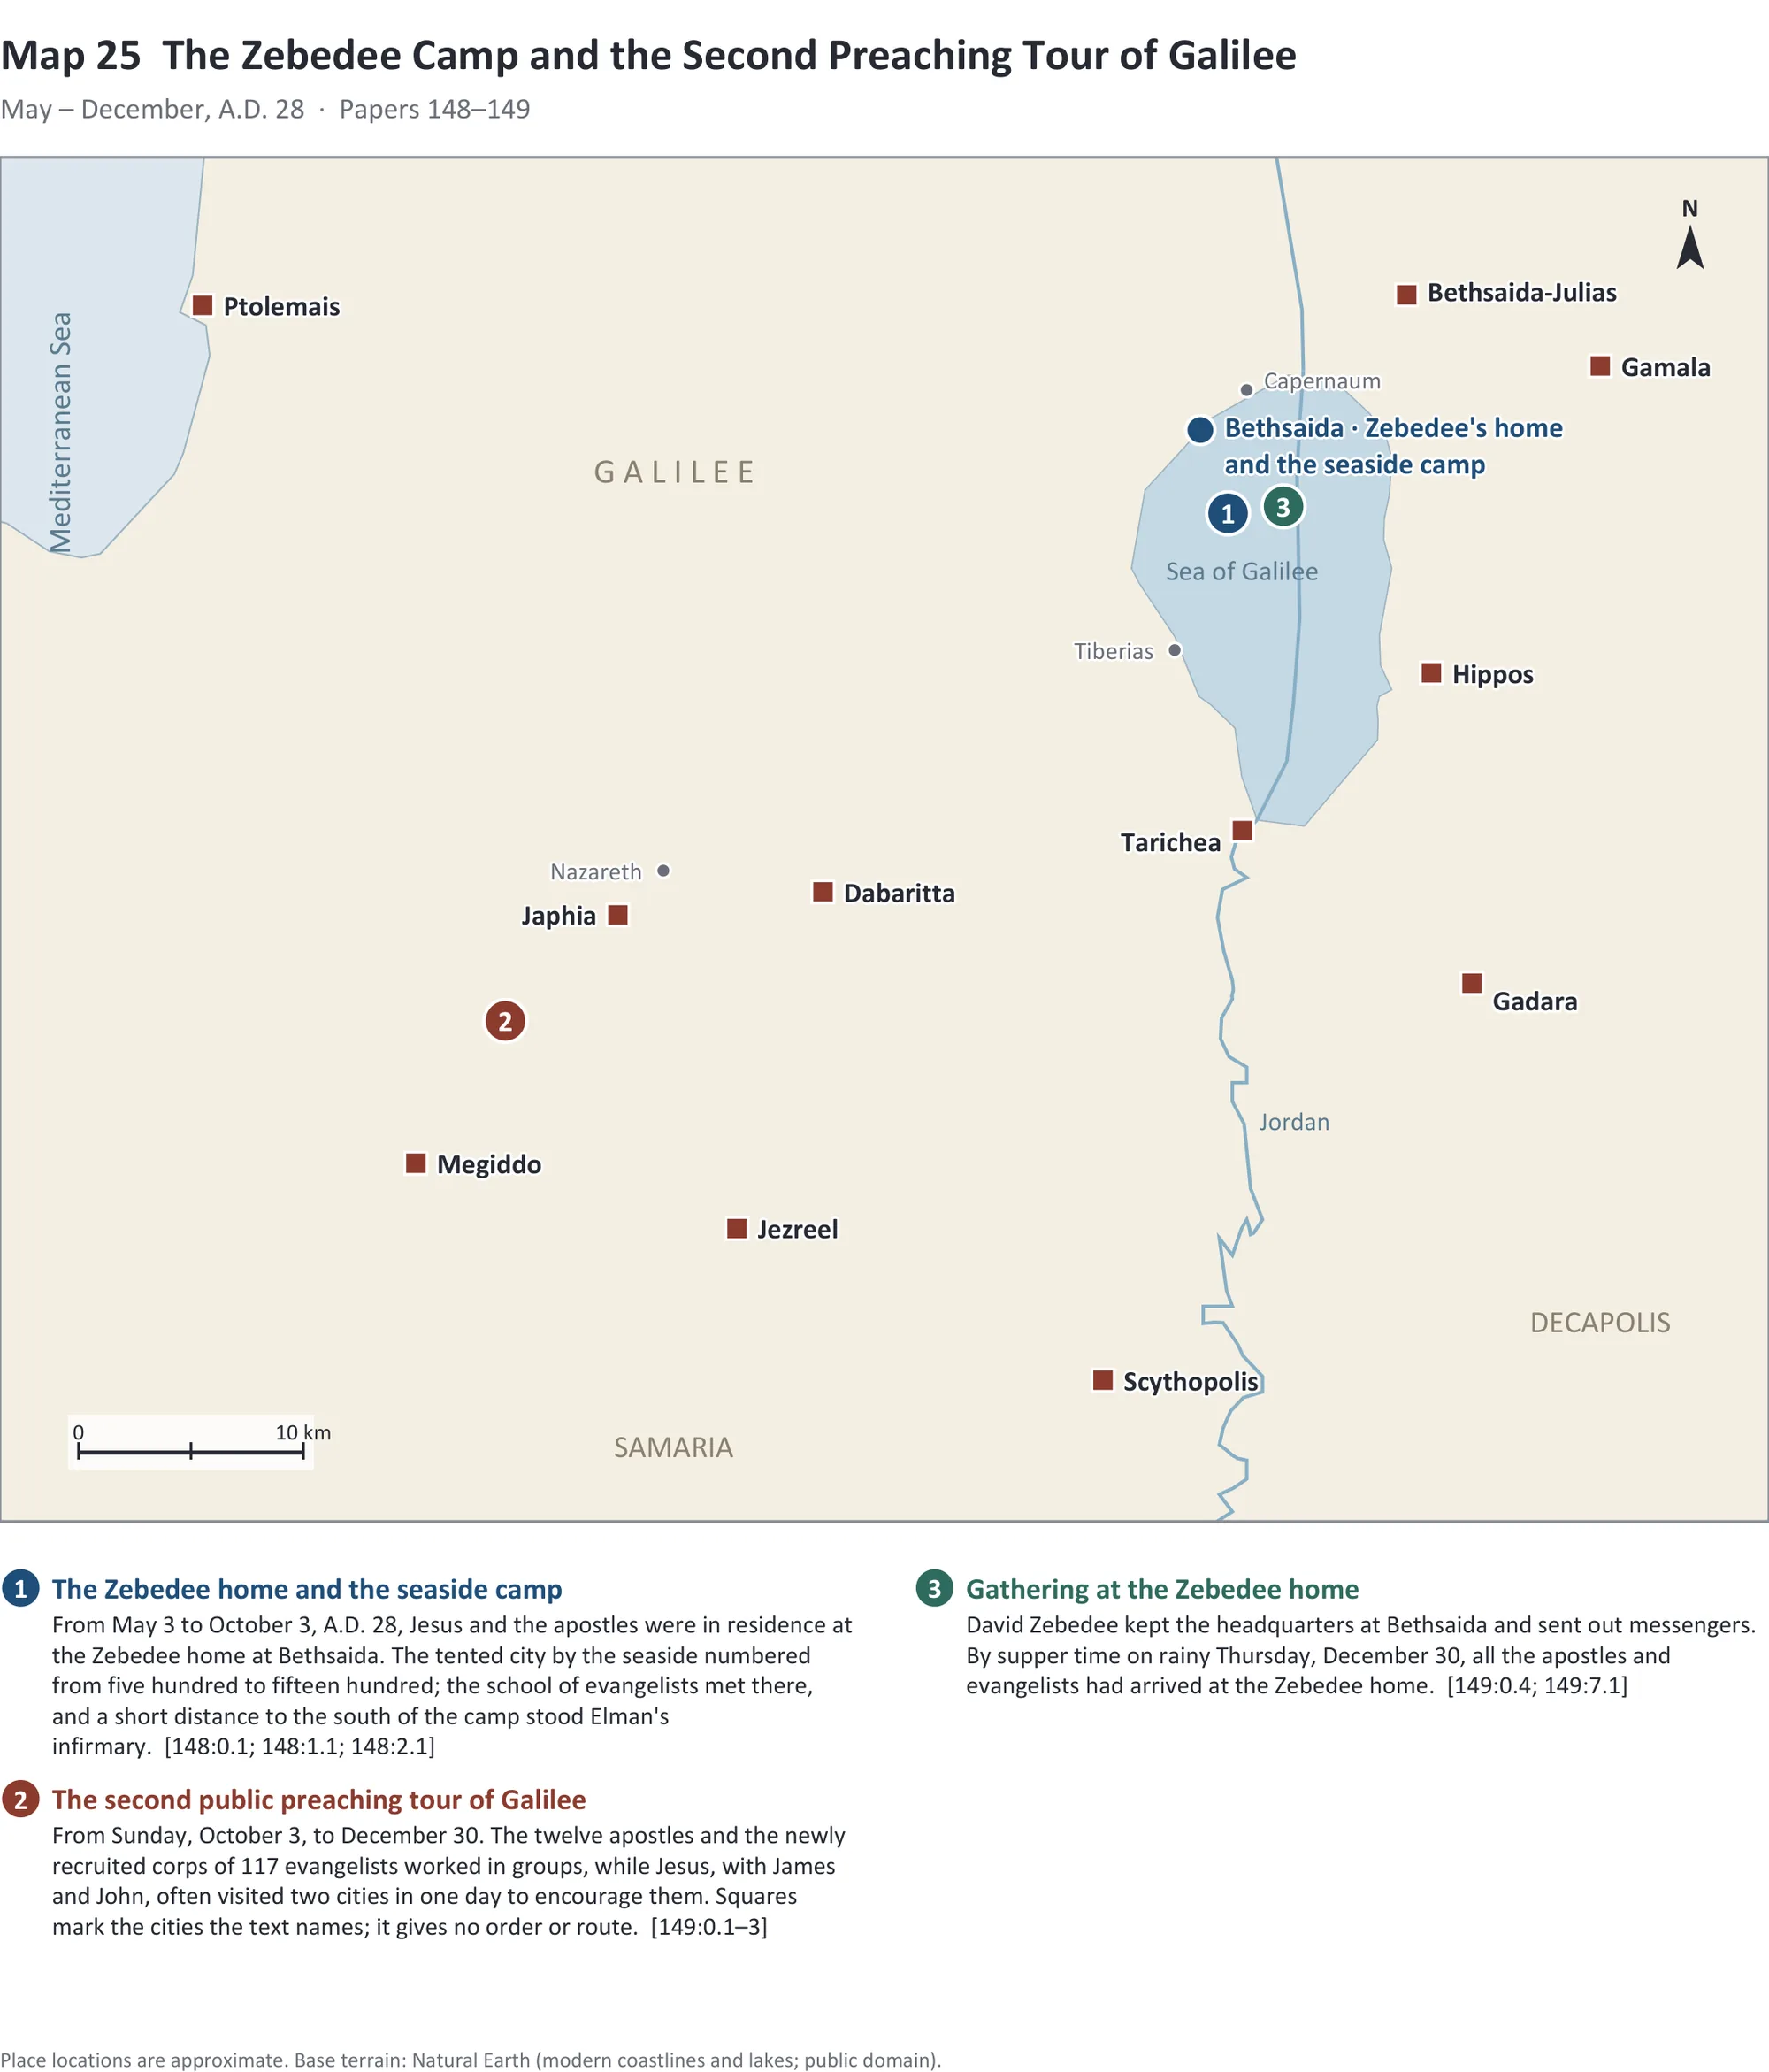 Map 25  The Zebedee Camp and the Second Preaching Tour of Galilee
May – December, A.D. 28  ·  Papers 148–149
N
Ptolemais
Bethsaida-Julias
Mediterranean Sea
Gamala
Capernaum
Bethsaida · Zebedee's home
and the seaside camp
GALILEE
1
3
Sea of Galilee
Tiberias
Hippos
Tarichea
Nazareth
Dabaritta
Japhia
Gadara
2
Jordan
Megiddo
Jezreel
DECAPOLIS
Scythopolis
0 10 km
SAMARIA
1 The Zebedee home and the seaside camp
From May 3 to October 3, A.D. 28, Jesus and the apostles were in residence at
the Zebedee home at Bethsaida. The tented city by the seaside numbered
from five hundred to fifteen hundred; the school of evangelists met there,
and a short distance to the south of the camp stood Elman's
infirmary.  [148:0.1; 148:1.1; 148:2.1]
2 The second public preaching tour of Galilee
From Sunday, October 3, to December 30. The twelve apostles and the newly
recruited corps of 117 evangelists worked in groups, while Jesus, with James
and John, often visited two cities in one day to encourage them. Squares
mark the cities the text names; it gives no order or route.  [149:0.1–3]
3 Gathering at the Zebedee home
David Zebedee kept the headquarters at Bethsaida and sent out messengers.
By supper time on rainy Thursday, December 30, all the apostles and
evangelists had arrived at the Zebedee home.  [149:0.4; 149:7.1]
Place locations are approximate. Base terrain: Natural Earth (modern coastlines and lakes; public domain).